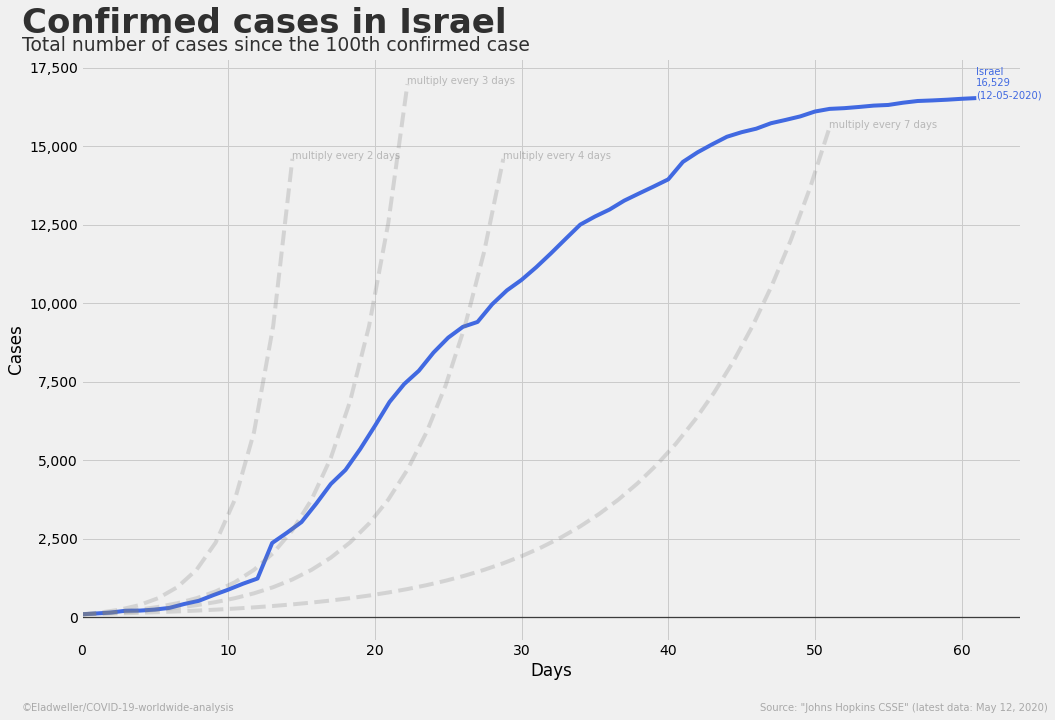 Confirmed cases in Israel
Total number of cases since the 100th confirmed case
17,500
15,000
12,500
10,000
7,500
5,000
2,500
0
Cases
multiply every 2 days
multiply every 3 days
multiply every 4 days
multiply every 7 days
Israel
16,529
(12-05-2020)
0 10 20 30 40 50 60
Days
©Eladweller/COVID-19-worldwide-analysis
Source: "Johns Hopkins CSSE" (latest data: May 12, 2020)